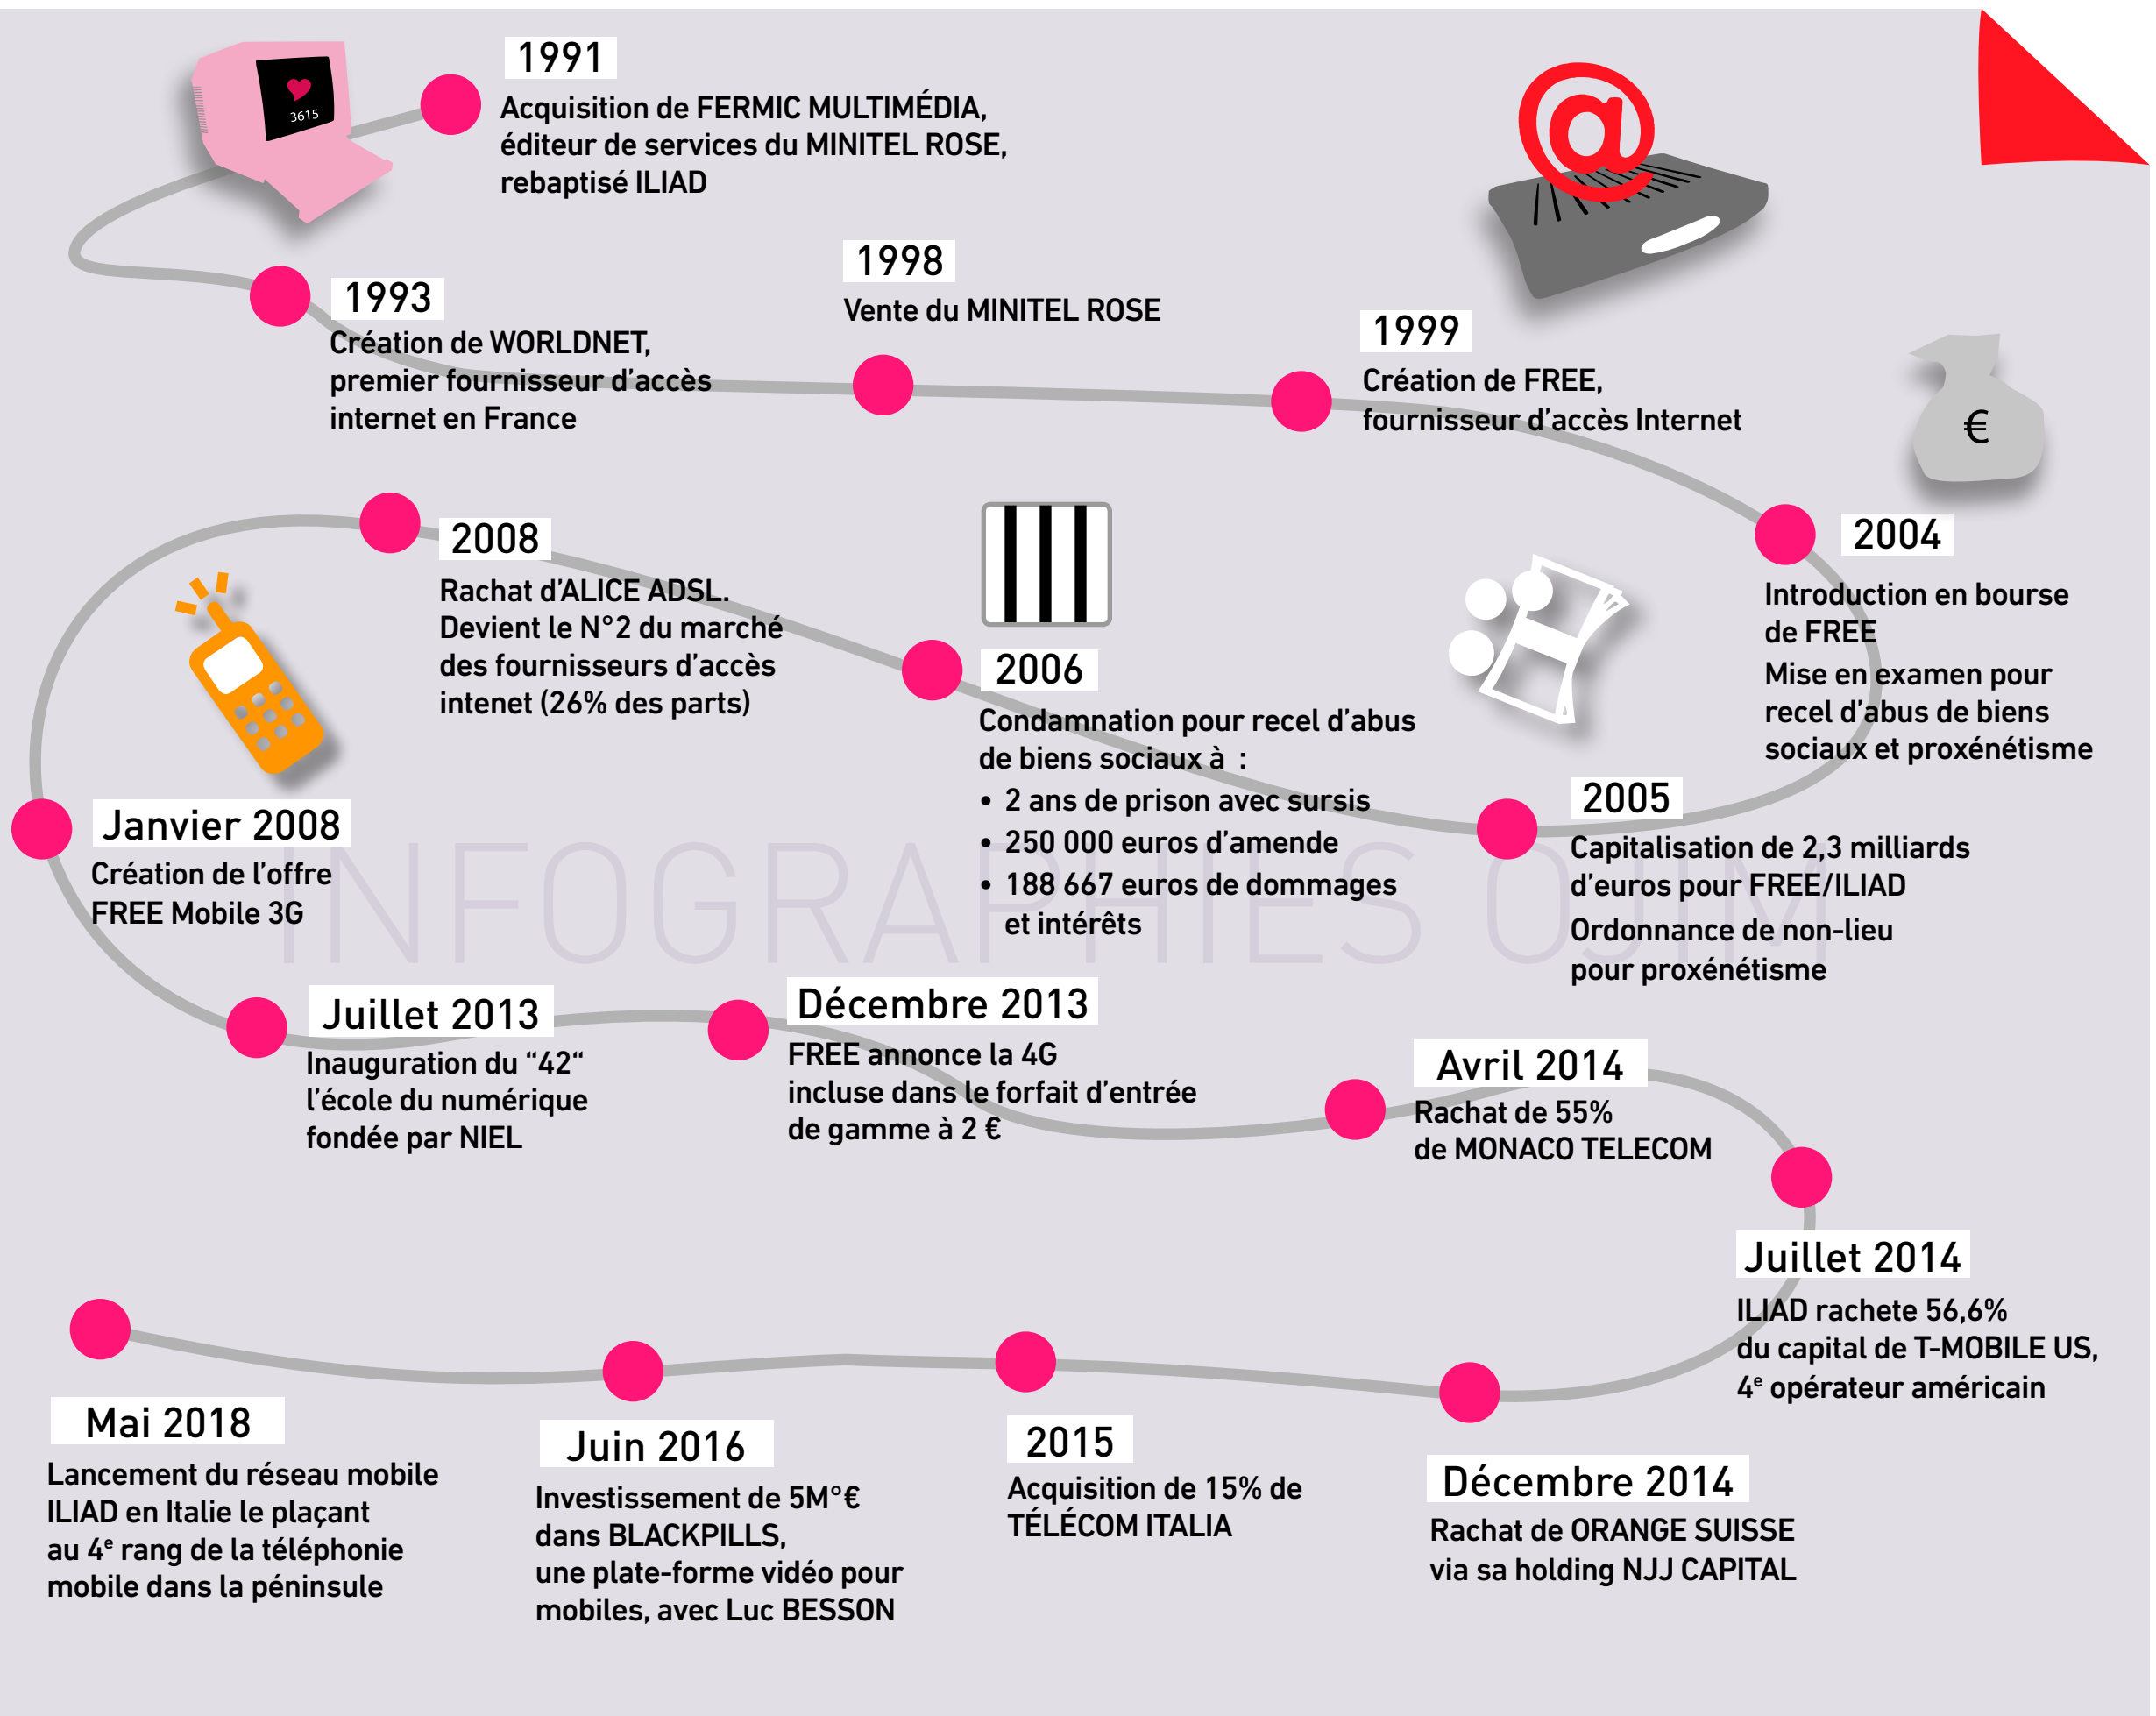 3615
1991
Acquisition de FERMIC MULTIMÉDIA,
éditeur de services du MINITEL ROSE,
rebaptisé ILIAD
@
1993
Création de WORLDNET,
premier fournisseur d’accès
internet en France
1998
Vente du MINITEL ROSE
1999
Création de FREE,
fournisseur d’accès Internet
€
2004
Introduction en bourse
de FREE
Mise en examen pour
recel d’abus de biens
sociaux et proxénétisme
2005
Capitalisation de 2,3 milliards
d’euros pour FREE/ILIAD
Ordonnance de non-lieu
pour proxénétisme
2006
Condamnation pour recel d’abus
de biens sociaux à :
• 2 ans de prison avec sursis
• 250 000 euros d’amende
• 188 667 euros de dommages
et intérêts
2008
Rachat d’ALICE ADSL.
Devient le N°2 du marché
des fournisseurs d’accès
intenet (26% des parts)
Janvier 2008
Création de l’offre
FREE Mobile 3G
INFOGRAPHIES OJIM
Juillet 2013
Inauguration du “42“
l’école du numérique
fondée par NIEL
Décembre 2013
FREE annonce la 4G
incluse dans le forfait d’entrée
de gamme à 2 €
Avril 2014
Rachat de 55%
de MONACO TELECOM
Juillet 2014
ILIAD rachete 56,6%
du capital de T-MOBILE US,
4e opérateur américain
Décembre 2014
Rachat de ORANGE SUISSE
via sa holding NJJ CAPITAL
2015
Acquisition de 15% de
TÉLÉCOM ITALIA
Juin 2016
Investissement de 5M°€
dans BLACKPILLS,
une plate-forme vidéo pour
mobiles, avec Luc BESSON
Mai 2018
Lancement du réseau mobile
ILIAD en Italie le plaçant
au 4e rang de la téléphonie
mobile dans la péninsule